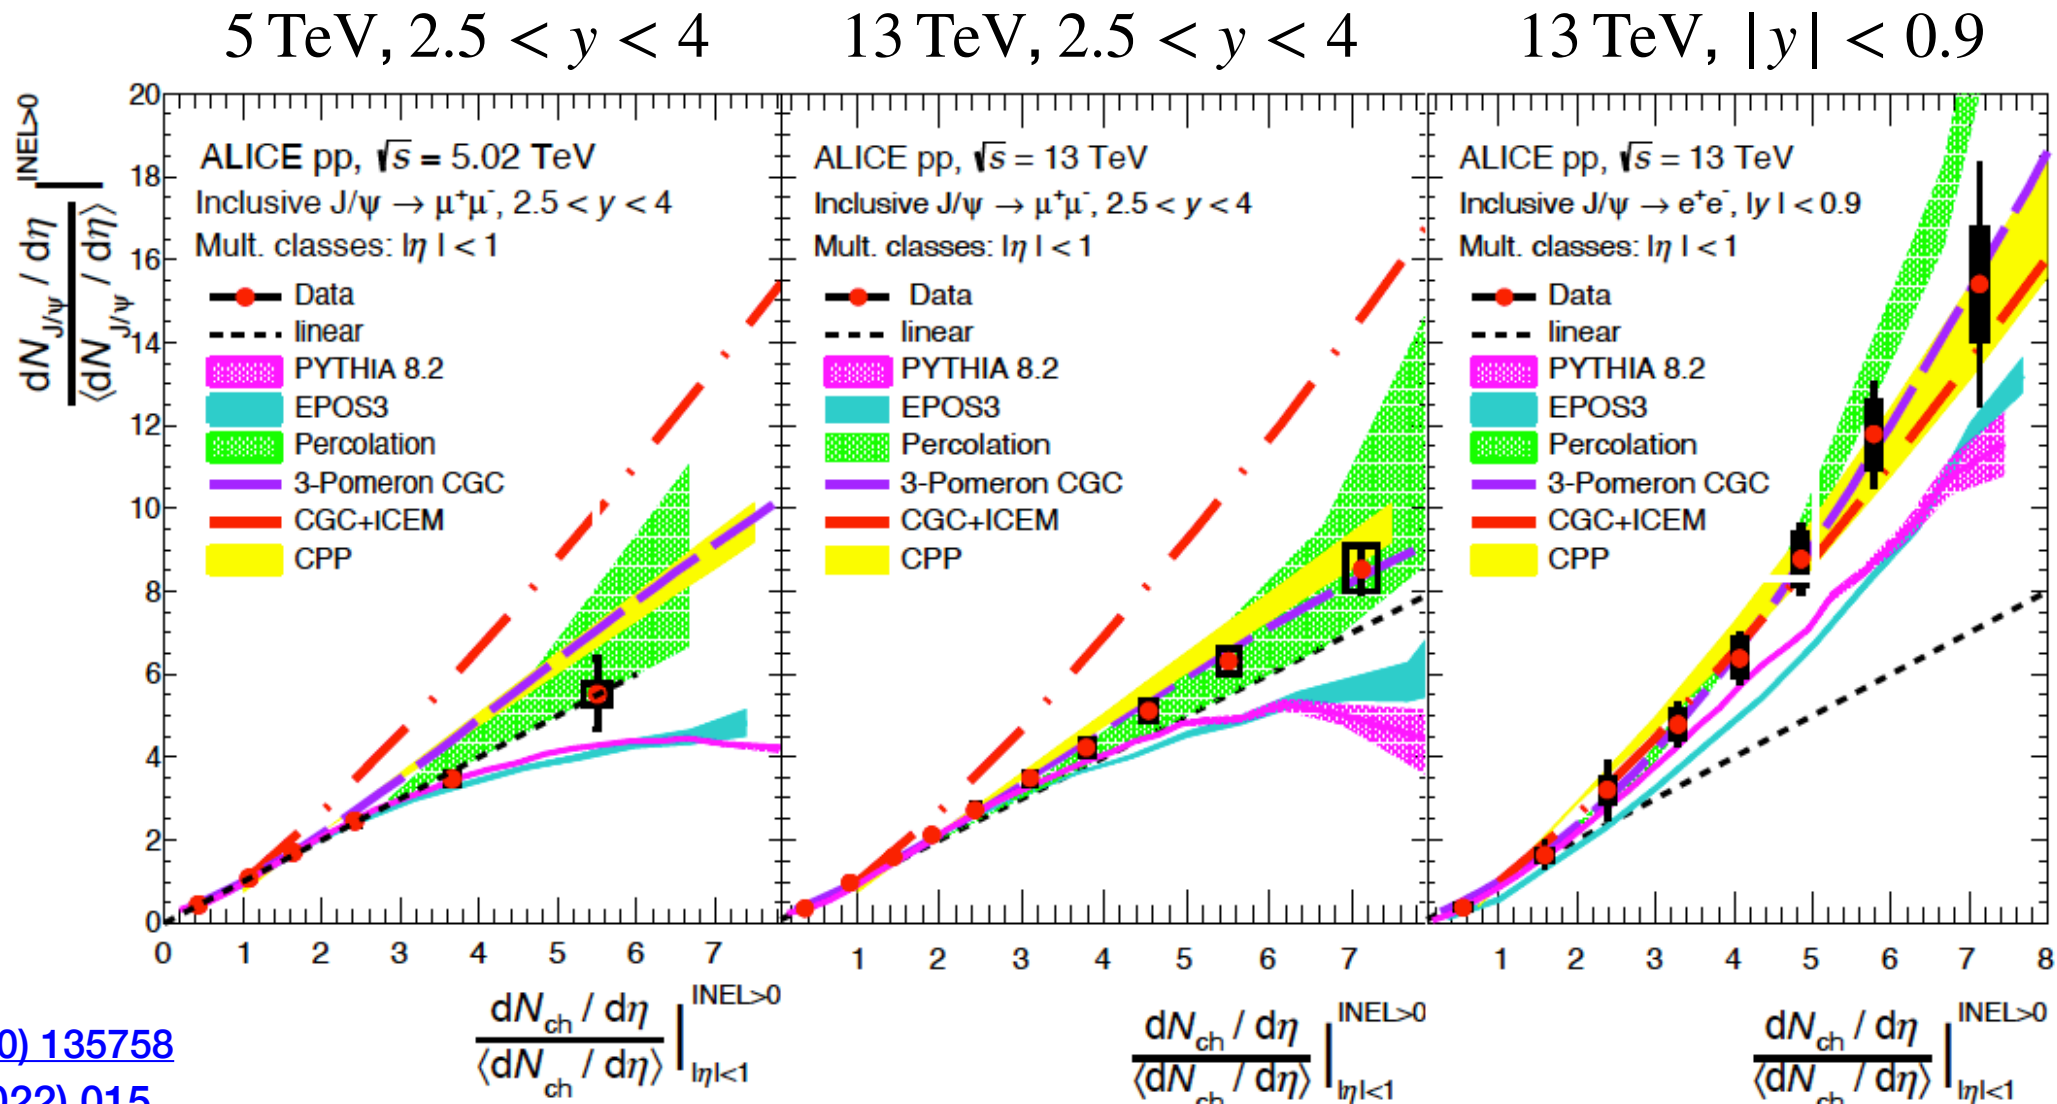 5 TeV, 2.5 < y < 4
13 TeV, 2.5 < y < 4
13 TeV, |y| < 0.9
dN_J/ψ / dη
⟨dN_J/ψ / dη⟩
INEL>0
20
18
16
14
12
10
8
6
4
2
0
ALICE pp, √s = 5.02 TeV
Inclusive J/ψ → μ⁺μ⁻, 2.5 < y < 4
Mult. classes: |η| < 1
Data
linear
PYTHIA 8.2
EPOS3
Percolation
3-Pomeron CGC
CGC+ICEM
CPP
0 1 2 3 4 5 6 7
dN_ch / dη
⟨dN_ch / dη⟩
INEL>0
|η|<1
ALICE pp, √s = 13 TeV
Inclusive J/ψ → μ⁺μ⁻, 2.5 < y < 4
Mult. classes: |η| < 1
Data
linear
PYTHIA 8.2
EPOS3
Percolation
3-Pomeron CGC
CGC+ICEM
CPP
1 2 3 4 5 6 7
dN_ch / dη
⟨dN_ch / dη⟩
INEL>0
|η|<1
ALICE pp, √s = 13 TeV
Inclusive J/ψ → e⁺e⁻, |y| < 0.9
Mult. classes: |η| < 1
Data
linear
PYTHIA 8.2
EPOS3
Percolation
3-Pomeron CGC
CGC+ICEM
CPP
1 2 3 4 5 6 7 8
dN_ch / dη
⟨dN_ch / dη⟩
INEL>0
|η|<1
0) 135758
022) 015